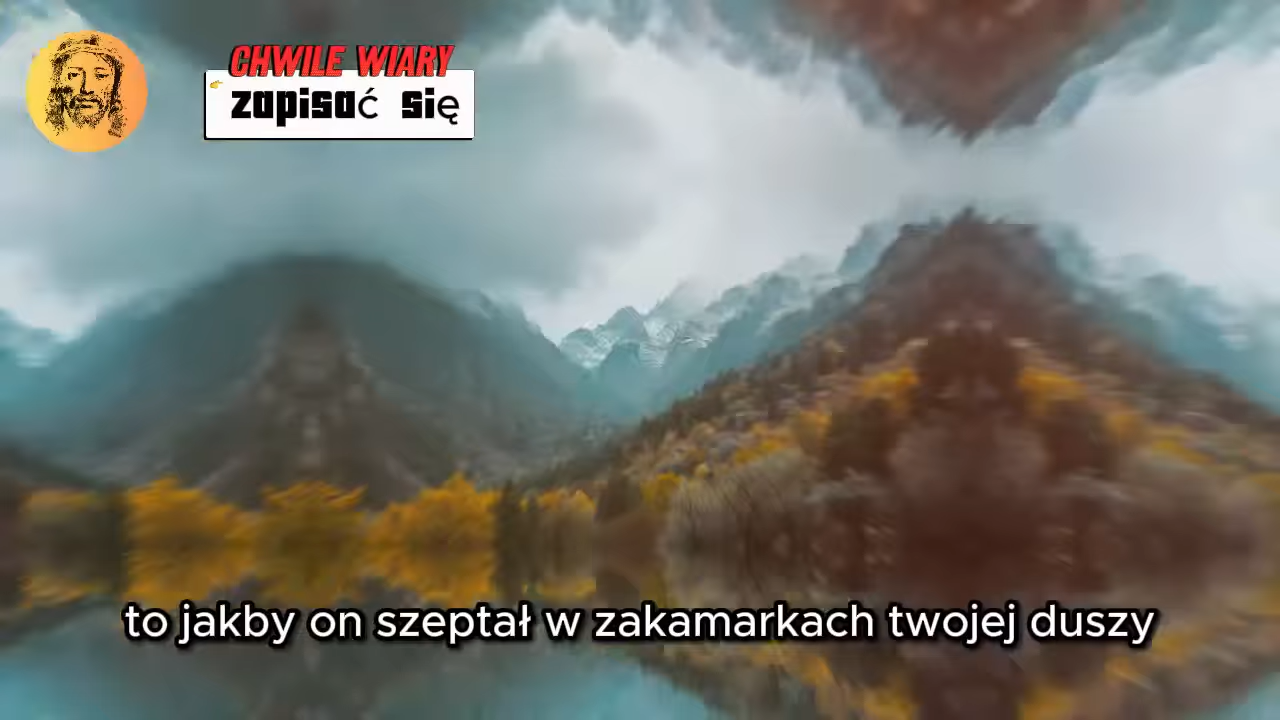 CHWILE WIARY
👉
zapisać się
to jakby on szeptał w zakamarkach twojej duszy